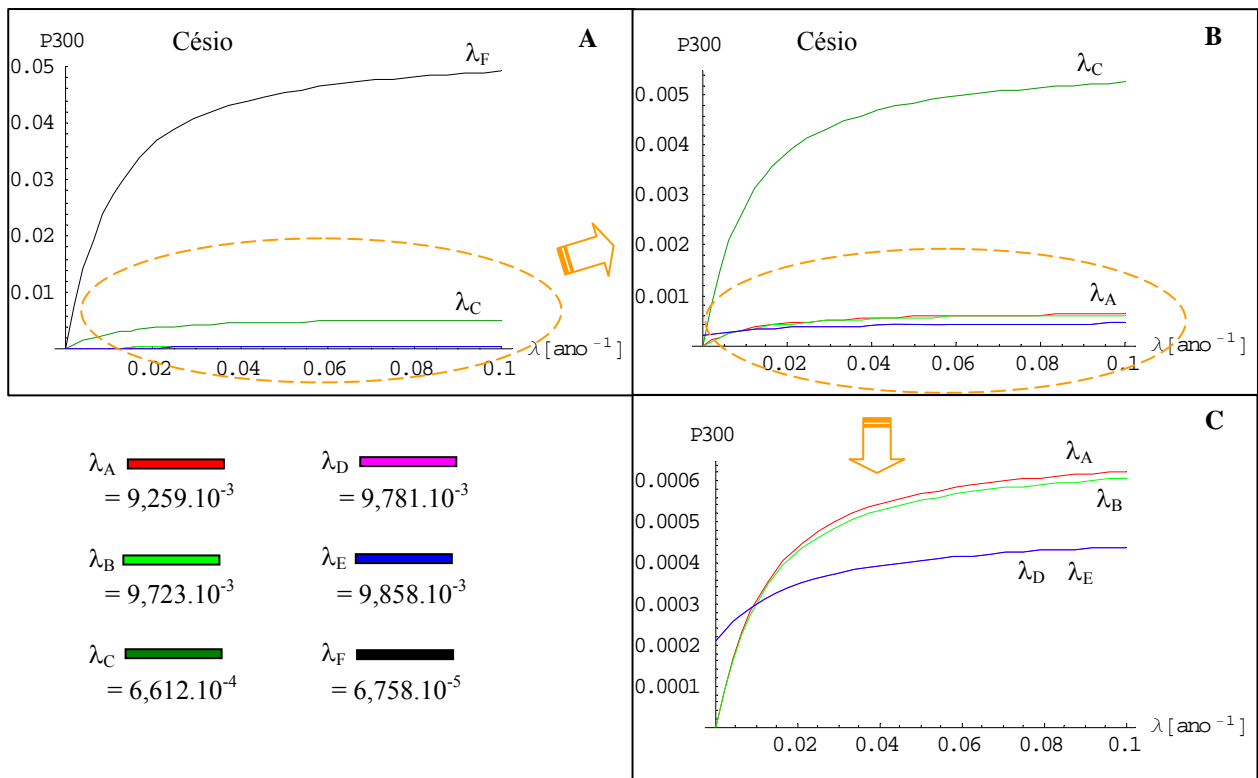 P300
Césio
A
λF
0.05
0.04
0.03
0.02
0.01
λC
λ[ano⁻¹]
0.02 0.04 0.06 0.08 0.1
P300
Césio
B
λC
0.005
0.004
0.003
0.002
0.001
λA
λ[ano⁻¹]
0.02 0.04 0.06 0.08 0.1
λA
= 9,259.10⁻³
λD
= 9,781.10⁻³
λB
= 9,723.10⁻³
λE
= 9,858.10⁻³
λC
= 6,612.10⁻⁴
λF
= 6,758.10⁻⁵
C
P300
λA
0.0006
λB
0.0005
0.0004
λD λE
0.0003
0.0002
0.0001
λ[ano⁻¹]
0.02 0.04 0.06 0.08 0.1